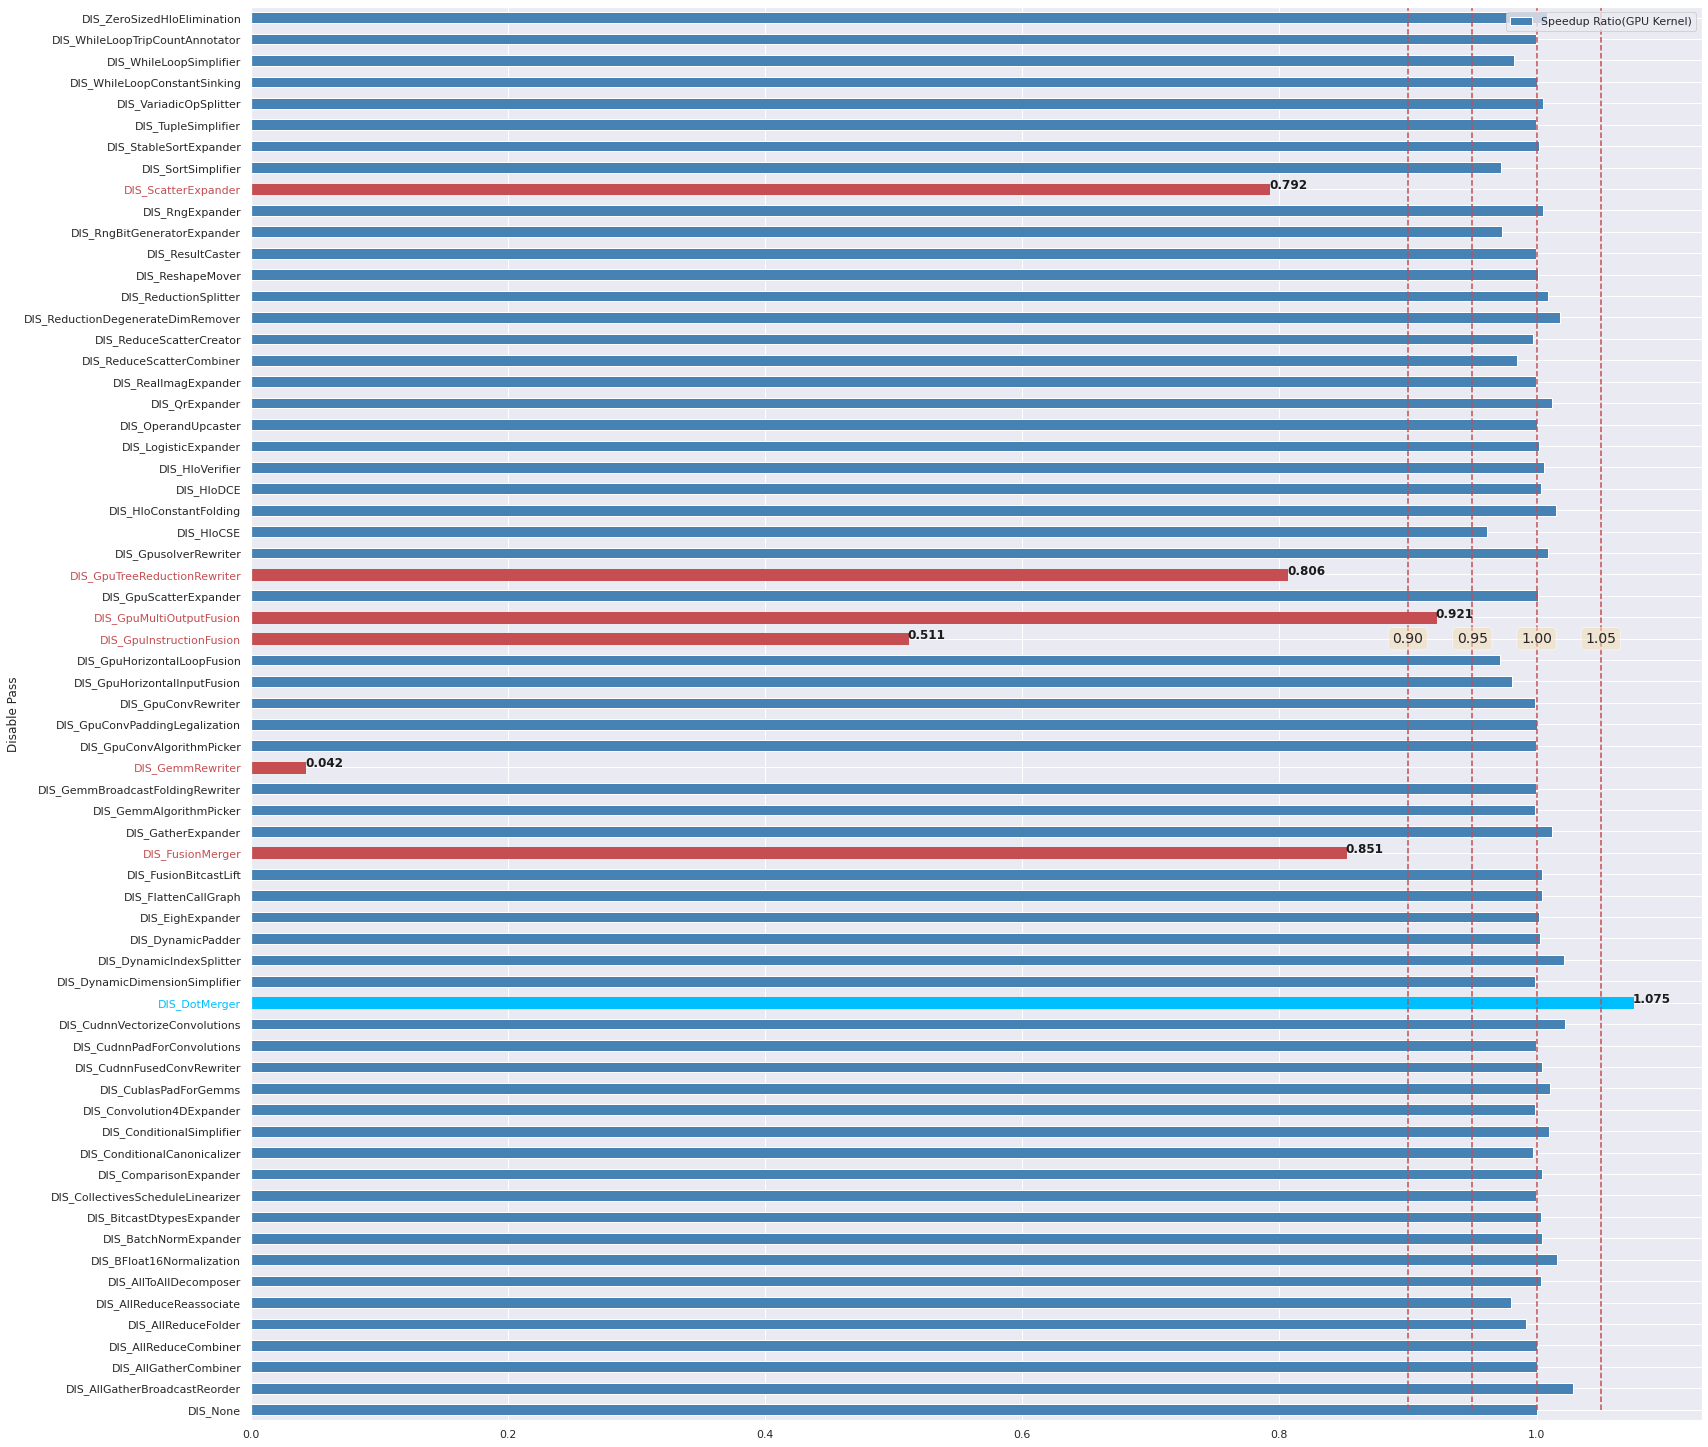 DIS_ZeroSizedHloElimination
Speedup Ratio(GPU Kernel)
DIS_WhileLoopTripCountAnnotator
DIS_WhileLoopSimplifier
DIS_WhileLoopConstantSinking
DIS_VariadicOpSplitter
DIS_TupleSimplifier
DIS_StableSortExpander
DIS_SortSimplifier
DIS_ScatterExpander 0.792
DIS_RngExpander
DIS_RngBitGeneratorExpander
DIS_ResultCaster
DIS_ReshapeMover
DIS_ReductionSplitter
DIS_ReductionDegenerateDimRemover
DIS_ReduceScatterCreator
DIS_ReduceScatterCombiner
DIS_RealImagExpander
DIS_QrExpander
DIS_OperandUpcaster
DIS_LogisticExpander
DIS_HloVerifier
DIS_HloDCE
DIS_HloConstantFolding
DIS_HloCSE
DIS_GpusolverRewriter
DIS_GpuTreeReductionRewriter 0.806
DIS_GpuScatterExpander
DIS_GpuMultiOutputFusion 0.921
DIS_GpuInstructionFusion 0.511 0.90 0.95 1.00 1.05
DIS_GpuHorizontalLoopFusion
DIS_GpuHorizontalInputFusion
DIS_GpuConvRewriter
Disable Pass
DIS_GpuConvPaddingLegalization
DIS_GpuConvAlgorithmPicker
DIS_GemmRewriter 0.042
DIS_GemmBroadcastFoldingRewriter
DIS_GemmAlgorithmPicker
DIS_GatherExpander
DIS_FusionMerger 0.851
DIS_FusionBitcastLift
DIS_FlattenCallGraph
DIS_EighExpander
DIS_DynamicPadder
DIS_DynamicIndexSplitter
DIS_DynamicDimensionSimplifier
DIS_DotMerger 1.075
DIS_CudnnVectorizeConvolutions
DIS_CudnnPadForConvolutions
DIS_CudnnFusedConvRewriter
DIS_CublasPadForGemms
DIS_Convolution4DExpander
DIS_ConditionalSimplifier
DIS_ConditionalCanonicalizer
DIS_ComparisonExpander
DIS_CollectivesScheduleLinearizer
DIS_BitcastDtypesExpander
DIS_BatchNormExpander
DIS_BFloat16Normalization
DIS_AllToAllDecomposer
DIS_AllReduceReassociate
DIS_AllReduceFolder
DIS_AllReduceCombiner
DIS_AllGatherCombiner
DIS_AllGatherBroadcastReorder
DIS_None
0.0 0.2 0.4 0.6 0.8 1.0